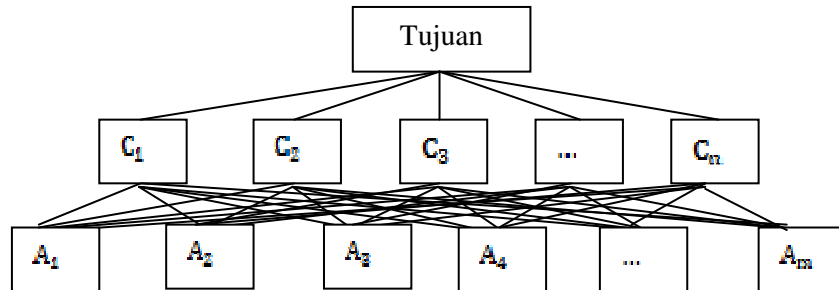 Tujuan
C₁ C₂ C₃ ... Cₙ
A₁ A₂ A₃ A₄ ... Aₘ